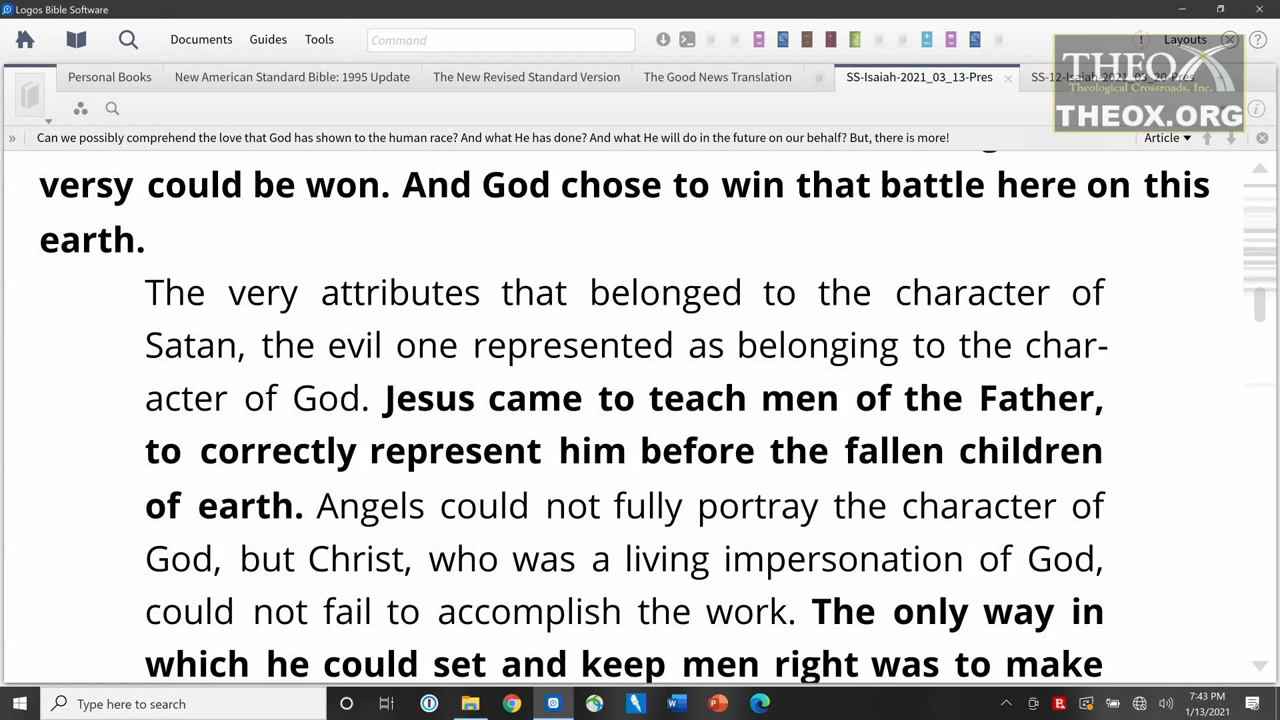 Logos Bible Software
Documents Guides Tools Command Layouts
Personal Books New American Standard Bible: 1995 Upda The New Revised Standard Version The Good News Translation SS-Isaiah-2021_03_13-Pres SS-12-Isaiah-2021_03_20-Pres
THEOX
Theological Crossroads, Inc.
THEOX.ORG
Can we possibly comprehend the love that God has shown to the human race? And what He has done? And what He will do in the future on our behalf? But, there is more! Article
versy could be won. And God chose to win that battle here on this
earth.
The very attributes that belonged to the character of
Satan, the evil one represented as belonging to the char-
acter of God. Jesus came to teach men of the Father,
to correctly represent him before the fallen children
of earth. Angels could not fully portray the character of
God, but Christ, who was a living impersonation of God,
could not fail to accomplish the work. The only way in
which he could set and keep men right was to make
Type here to search
7:43 PM
1/13/2021